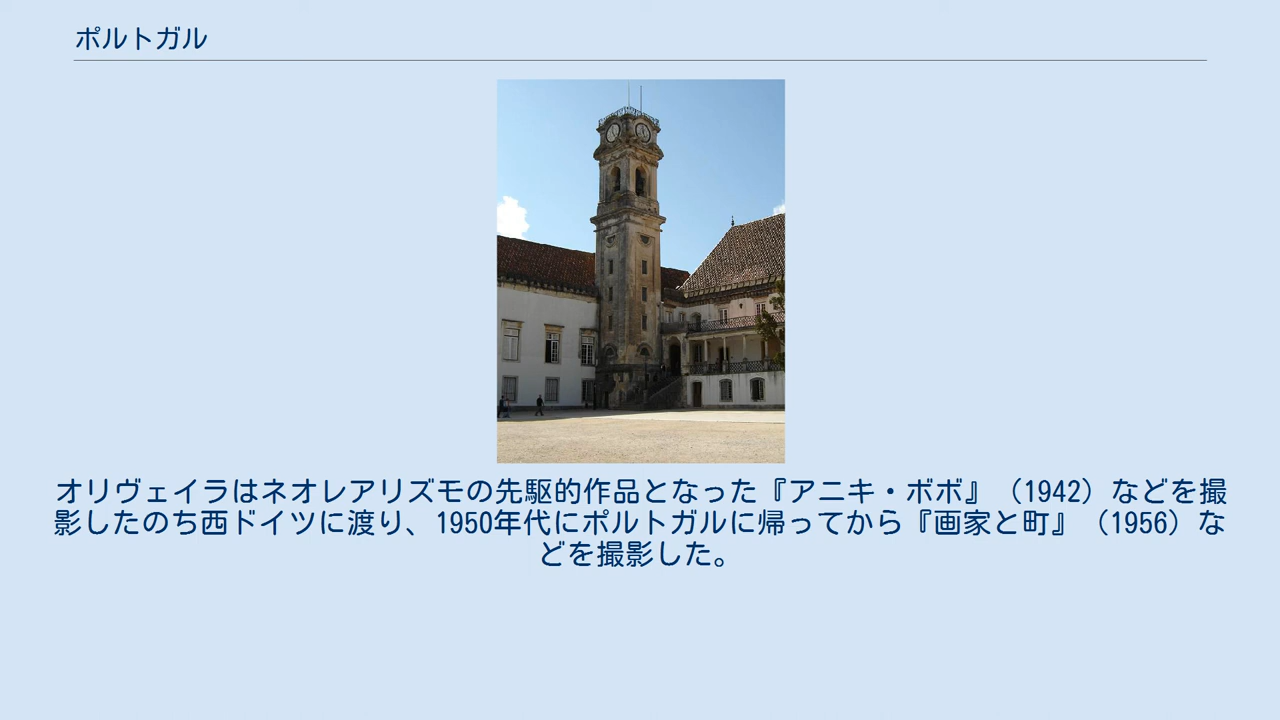 ポルトガル
オリヴェイラはネオレアリズモの先駆的作品となった『アニキ・ボボ』（1942）などを撮
影したのち西ドイツに渡り、1950年代にポルトガルに帰ってから『画家と町』（1956）な
どを撮影した。